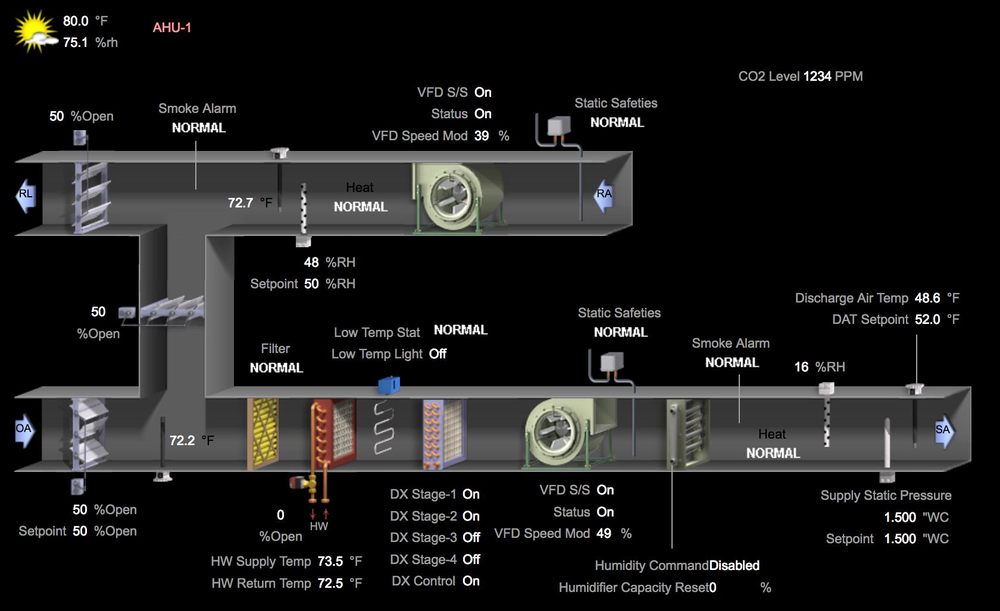 80.0 °F
AHU-1
75.1 %rh
CO2 Level 1234 PPM
VFD S/S On
Status On
VFD Speed Mod 39 %
Static Safeties
NORMAL
Smoke Alarm
NORMAL
50 %Open
RL
72.7 °F
Heat
NORMAL
RA
48 %RH
Setpoint 50 %RH
50
%Open
Discharge Air Temp 48.6 °F
DAT Setpoint 52.0 °F
Static Safeties
NORMAL
Low Temp Stat NORMAL
Low Temp Light Off
Filter
NORMAL
Smoke Alarm
NORMAL
16 %RH
OA
72.2 °F
Heat
NORMAL
SA
50 %Open
Setpoint 50 %Open
0
%Open
HW
HW Supply Temp 73.5 °F
HW Return Temp 72.5 °F
DX Stage-1 On
DX Stage-2 On
DX Stage-3 Off
DX Stage-4 Off
DX Control On
VFD S/S On
Status On
VFD Speed Mod 49 %
Humidity Command Disabled
Humidifier Capacity Reset 0 %
Supply Static Pressure
1.500 "WC
Setpoint 1.500 "WC